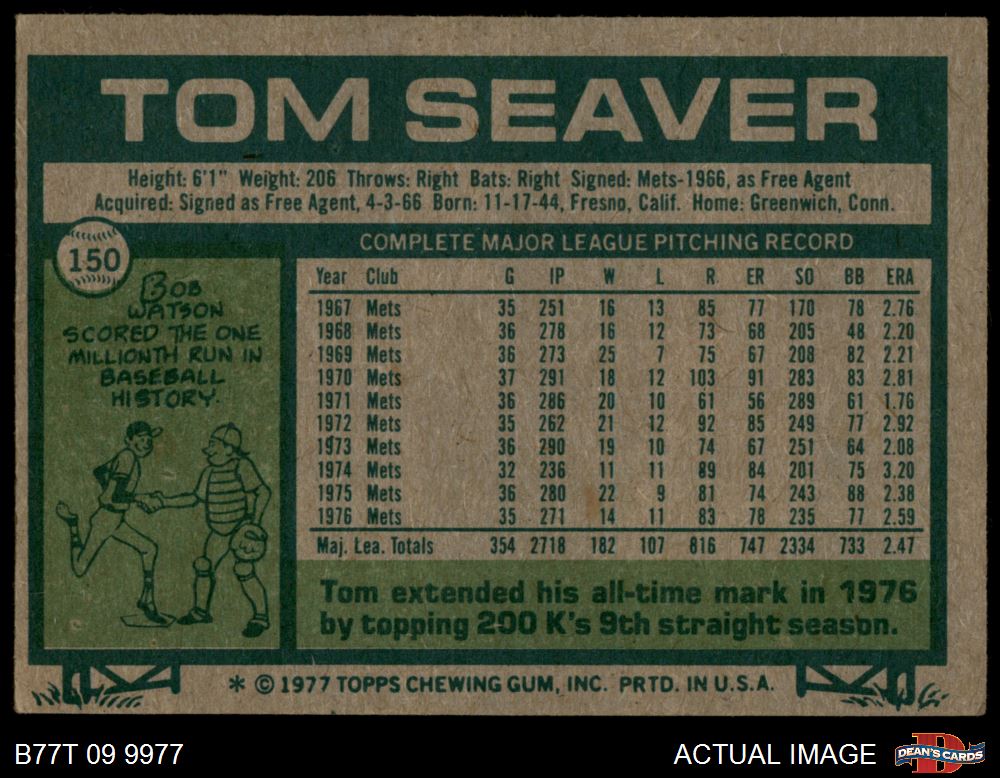 TOM SEAVER
Height: 6'1" Weight: 206 Throws: Right Bats: Right Signed: Mets-1966, as Free Agent
Acquired: Signed as Free Agent, 4-3-66 Born: 11-17-44, Fresno, Calif. Home: Greenwich, Conn.
150
BOB
WATSON
SCORED THE ONE
MILLIONTH RUN IN
BASEBALL
HISTORY.
COMPLETE MAJOR LEAGUE PITCHING RECORD
Year Club G IP W L R ER SO BB ERA
1967 Mets 35 251 16 13 85 77 170 78 2.76
1968 Mets 36 278 16 12 73 68 205 48 2.20
1969 Mets 36 273 25 7 75 67 208 82 2.21
1970 Mets 37 291 18 12 103 91 283 83 2.81
1971 Mets 36 286 20 10 61 56 289 61 1.76
1972 Mets 35 262 21 12 92 85 249 77 2.92
1973 Mets 36 290 19 10 74 67 251 64 2.08
1974 Mets 32 236 11 11 89 84 201 75 3.20
1975 Mets 36 280 22 9 81 74 243 88 2.38
1976 Mets 35 271 14 11 83 78 235 77 2.59
Maj. Lea. Totals 354 2718 182 107 816 747 2334 733 2.47
Tom extended his all-time mark in 1976
by topping 200 K's 9th straight season.
* © 1977 TOPPS CHEWING GUM, INC. PRTD. IN U.S.A.
B77T 09 9977
ACTUAL IMAGE
D
DEAN'S CARDS